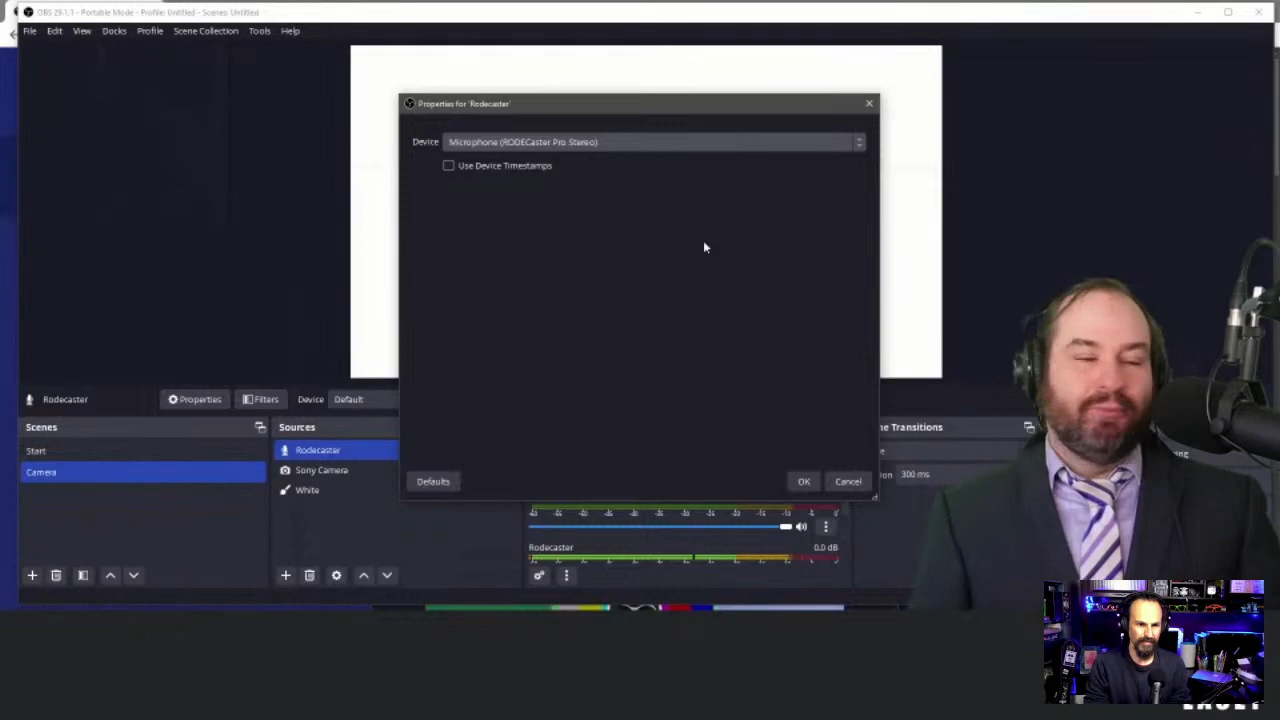 OBS 29.1.1 - Portable Mode - Profile: Untitled - Scenes: Untitled
File Edit View Docks Profile Scene Collection Tools Help
Properties for 'Rodecaster'
Device Microphone (RODECaster Pro Stereo)
Use Device Timestamps
Defaults OK Cancel
Rodecaster Properties Filters Device Default
Scenes
Start
Camera
Sources
Rodecaster
Sony Camera
White
ne Transitions
300 ms
Rodecaster 0.0 dB